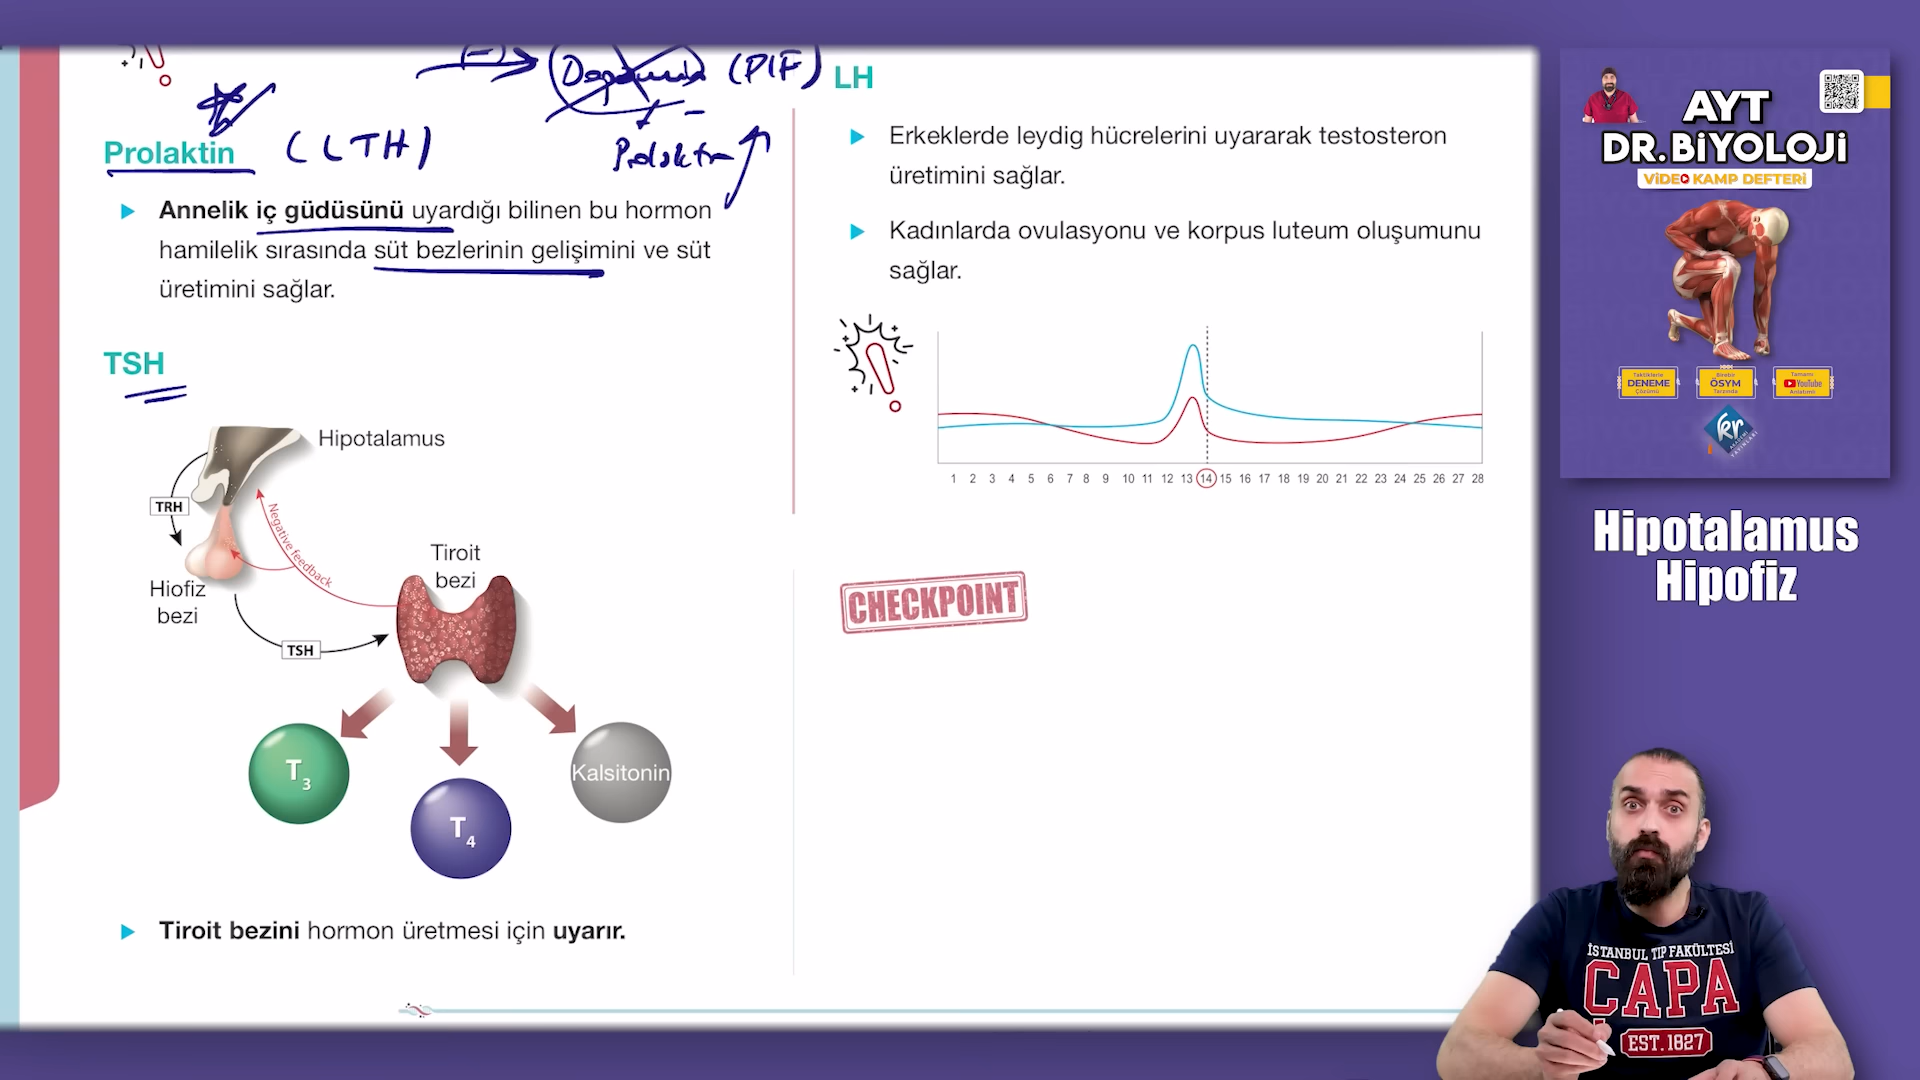 Dopamin (PIF)
Prolaktin
Prolaktin (LTH)
Annelik iç güdüsünü uyardığı bilinen bu hormon
hamilelik sırasında süt bezlerinin gelişimini ve süt
üretimini sağlar.
TSH
Hipotalamus
TRH
Negative feedback
Hiofiz
bezi
Tiroit
bezi
TSH
T3
T4
Kalsitonin
Tiroit bezini hormon üretmesi için uyarır.
LH
Erkeklerde leydig hücrelerini uyararak testosteron
üretimini sağlar.
Kadınlarda ovulasyonu ve korpus luteum oluşumunu
sağlar.
1 2 3 4 5 6 7 8 9 10 11 12 13 14 15 16 17 18 19 20 21 22 23 24 25 26 27 28
CHECKPOINT
AYT
DR.BİYOLOJİ
VİDEO KAMP DEFTERİ
DENEME
ÖSYM
YouTube
kr
Hipotalamus
Hipofiz
İSTANBUL TIP FAKÜLTESİ
CAPA
EST.1827